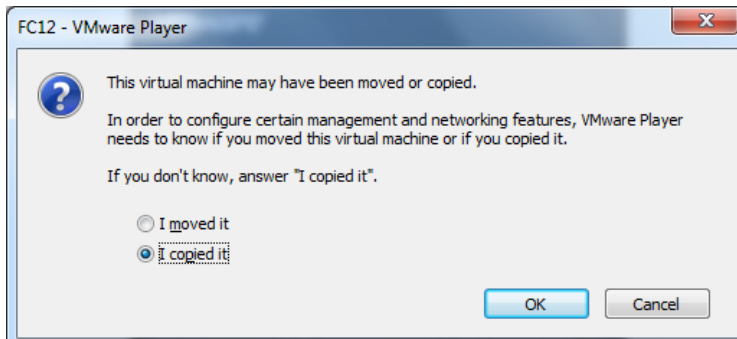 FC12 - VMware Player
This virtual machine may have been moved or copied.
In order to configure certain management and networking features, VMware Player
needs to know if you moved this virtual machine or if you copied it.
If you don't know, answer "I copied it".
I moved it
I copied it
OK
Cancel